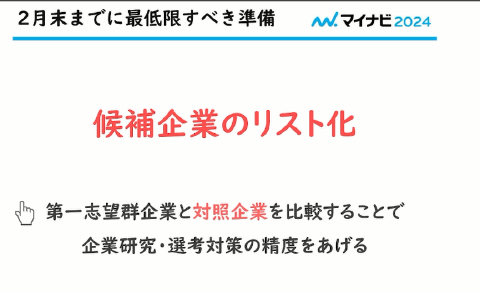 2月末までに最低限すべき準備
マイナビ2024
候補企業のリスト化
第一志望群企業と対照企業を比較することで
企業研究・選考対策の精度をあげる